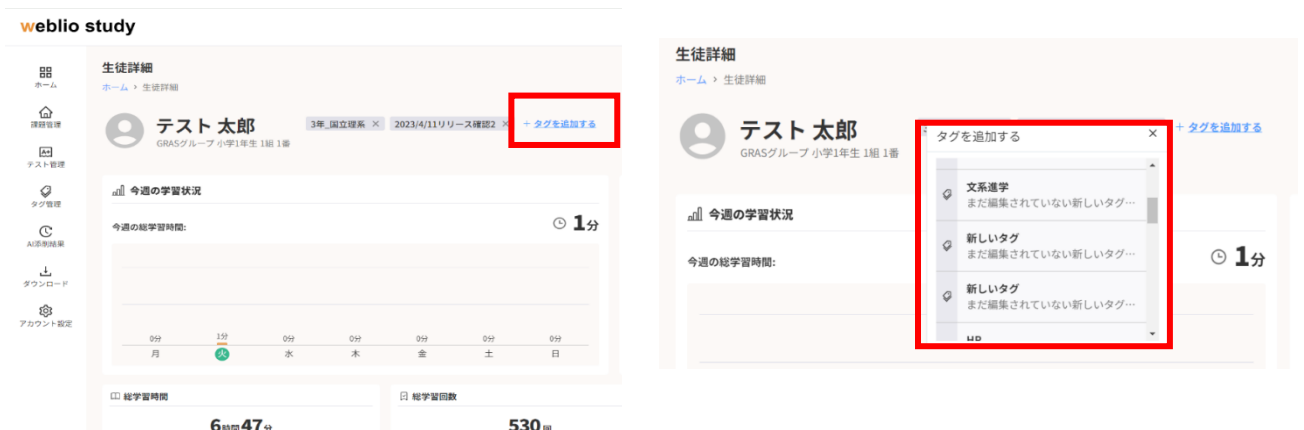 weblio study
ホーム
課題管理
テスト管理
タグ管理
AI添削結果
ダウンロード
アカウント設定
生徒詳細
ホーム › 生徒詳細
テスト 太郎
GRASグループ 小学1年生 1組 1番
3年_国立理系 ×
2023/4/11リリース確認2 ×
+ タグを追加する
今週の学習状況
今週の総学習時間:
1分
0分 1分 0分 0分 0分 0分 0分
月 火 水 木 金 土 日
総学習時間
総学習回数
6時間47分
530回
生徒詳細
ホーム › 生徒詳細
テスト 太郎
GRASグループ 小学1年生 1組 1番
+ タグを追加する
タグを追加する ×
文系進学
まだ編集されていない新しいタグ…
新しいタグ
まだ編集されていない新しいタグ…
新しいタグ
まだ編集されていない新しいタグ…
HR
今週の学習状況
今週の総学習時間:
1分